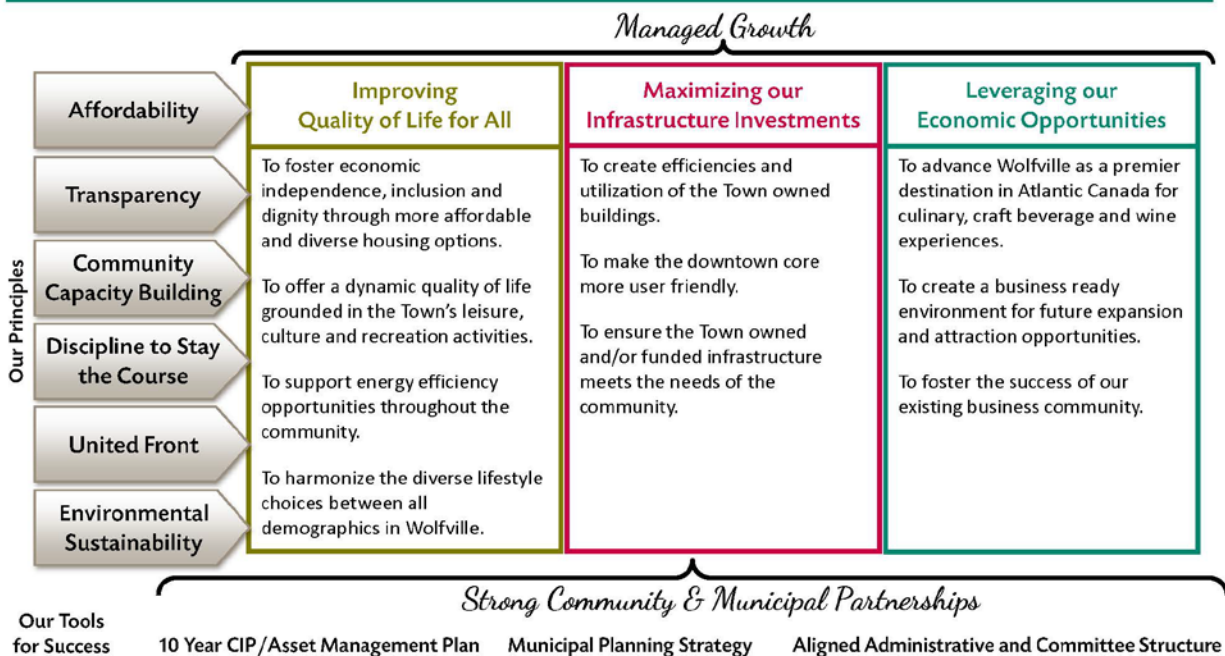 Managed Growth
Our Principles
Affordability
Transparency
Community
Capacity Building
Discipline to Stay
the Course
United Front
Environmental
Sustainability
Improving
Quality of Life for All
To foster economic
independence, inclusion and
dignity through more affordable
and diverse housing options.
To offer a dynamic quality of life
grounded in the Town's leisure,
culture and recreation activities.
To support energy efficiency
opportunities throughout the
community.
To harmonize the diverse lifestyle
choices between all
demographics in Wolfville.
Maximizing our
Infrastructure Investments
To create efficiencies and
utilization of the Town owned
buildings.
To make the downtown core
more user friendly.
To ensure the Town owned
and/or funded infrastructure
meets the needs of the
community.
Leveraging our
Economic Opportunities
To advance Wolfville as a premier
destination in Atlantic Canada for
culinary, craft beverage and wine
experiences.
To create a business ready
environment for future expansion
and attraction opportunities.
To foster the success of our
existing business community.
Strong Community & Municipal Partnerships
Our Tools
for Success
10 Year CIP/Asset Management Plan
Municipal Planning Strategy
Aligned Administrative and Committee Structure